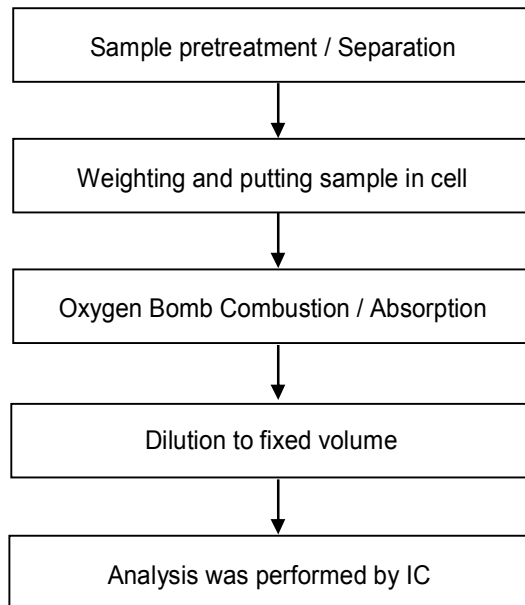 Sample pretreatment / Separation
Weighting and putting sample in cell
Oxygen Bomb Combustion / Absorption
Dilution to fixed volume
Analysis was performed by IC